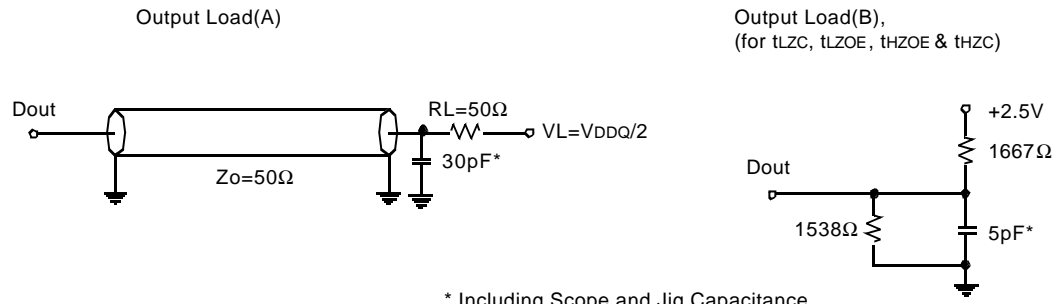 Output Load(A)
Dout
Zo=50Ω
RL=50Ω
VL=VDDQ/2
30pF*
Output Load(B),
(for tLZC, tLZOE, tHZOE & tHZC)
+2.5V
1667Ω
Dout
1538Ω
5pF*
* Including Scope and Jig Capacitance